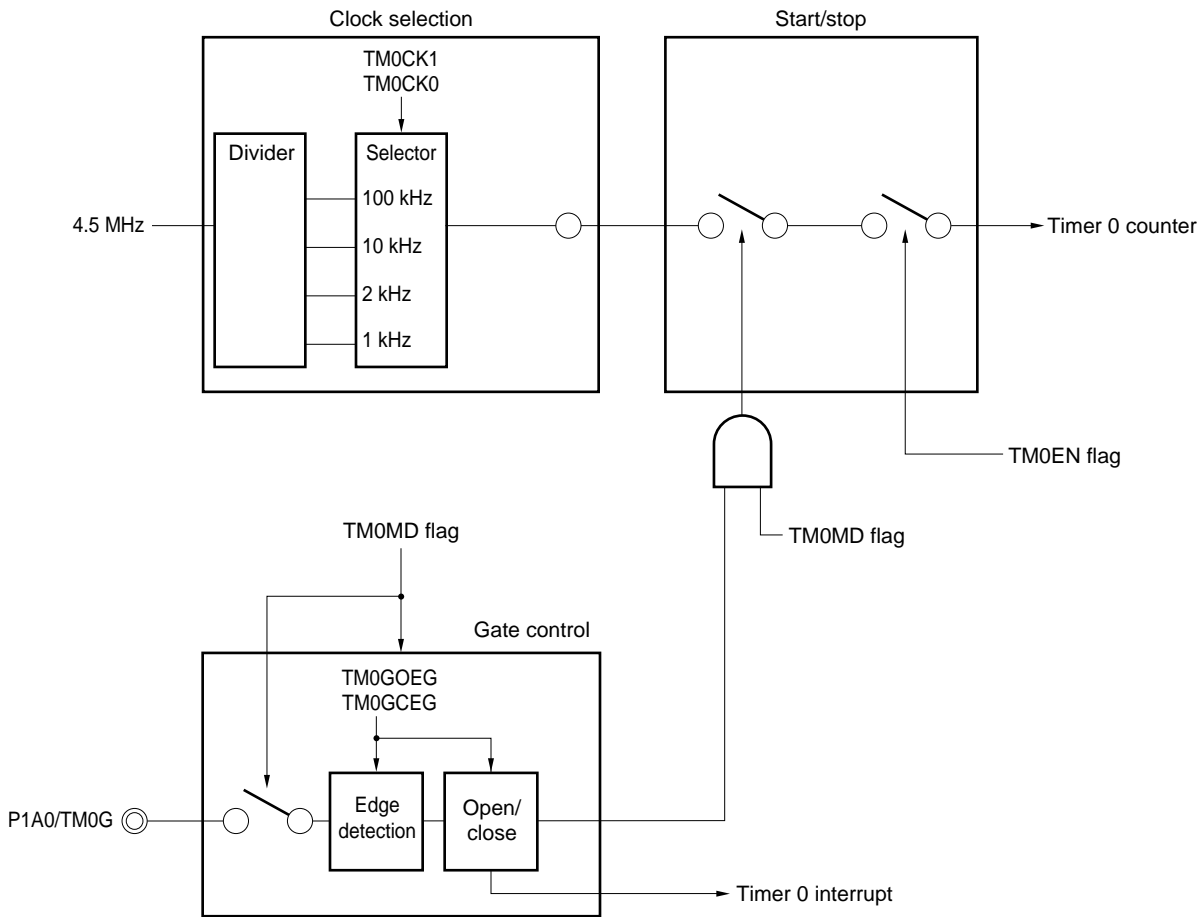 Clock selection
Start/stop
TM0CK1
TM0CK0
Divider
Selector
100 kHz
4.5 MHz
10 kHz
2 kHz
1 kHz
Timer 0 counter
TM0EN flag
TM0MD flag
TM0MD flag
Gate control
TM0GOEG
TM0GCEG
P1A0/TM0G
Edge
detection
Open/
close
Timer 0 interrupt